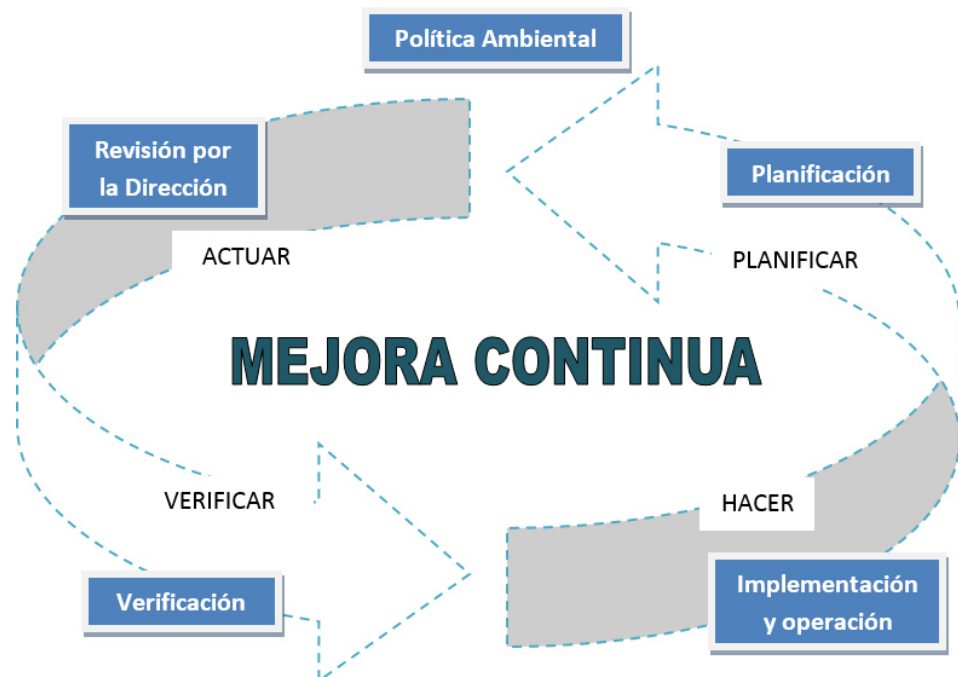 Política Ambiental
Revisión por
la Dirección
Planificación
ACTUAR
PLANIFICAR
MEJORA CONTINUA
VERIFICAR
HACER
Verificación
Implementación
y operación